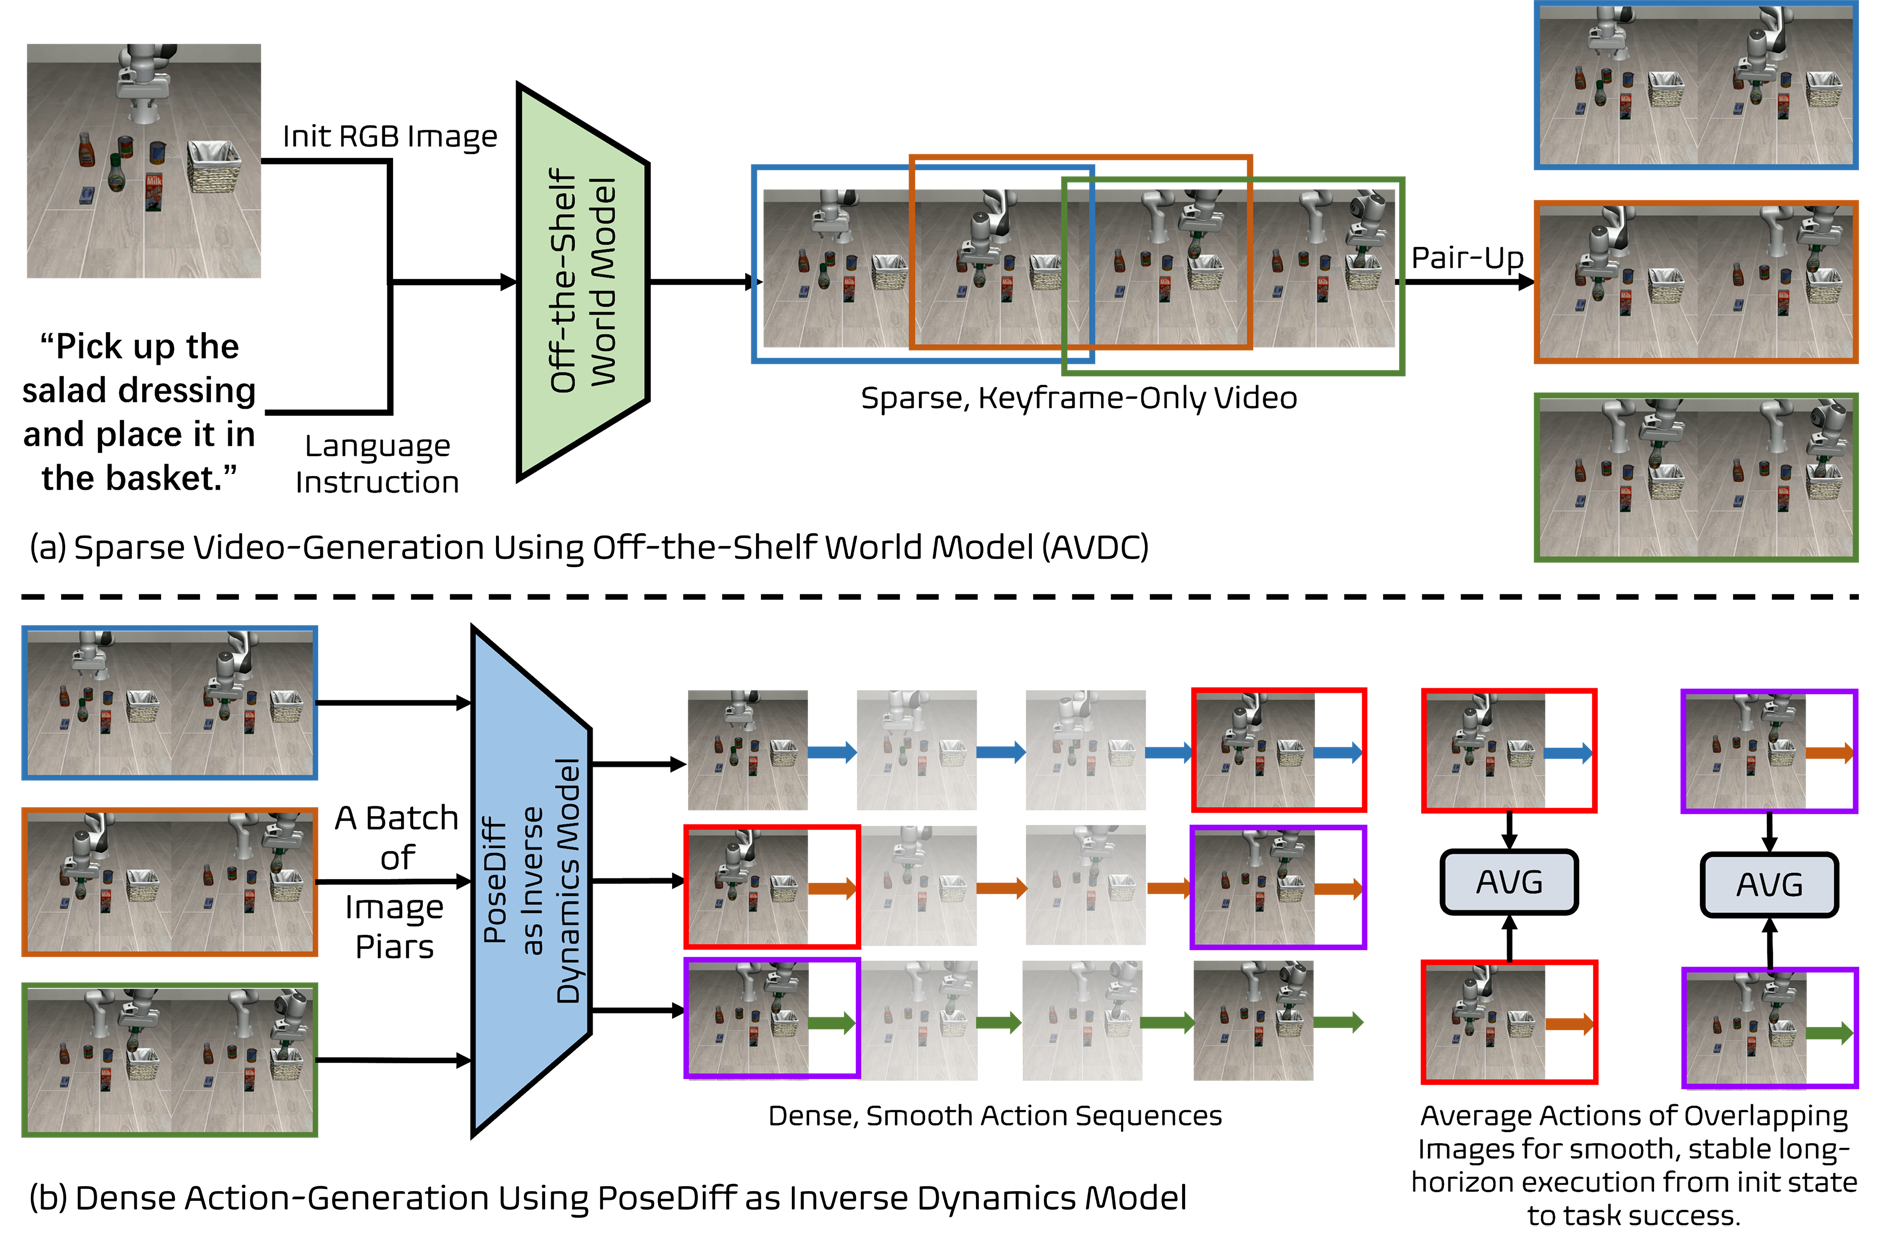 Init RGB Image
“Pick up the
salad dressing
and place it in
the basket.”
Language
Instruction
Off-the-Shelf
World Model
Sparse, Keyframe-Only Video
Pair-Up
(a) Sparse Video-Generation Using Off-the-Shelf World Model (AVDC)
A Batch
of
Image
Piars
PoseDiff
as Inverse
Dynamics Model
Dense, Smooth Action Sequences
AVG
AVG
Average Actions of Overlapping
Images for smooth, stable long-
horizon execution from init state
to task success.
(b) Dense Action-Generation Using PoseDiff as Inverse Dynamics Model